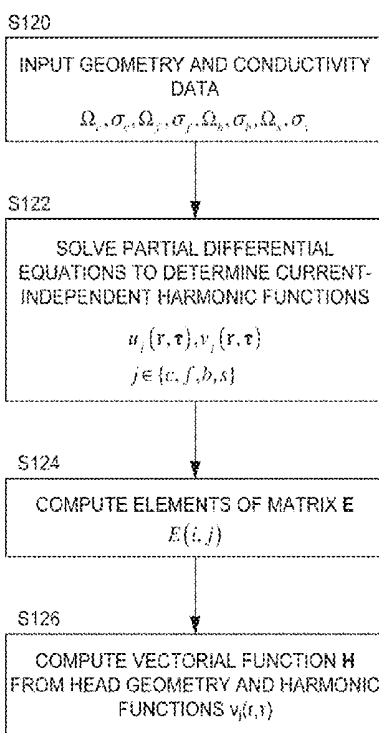 S120
INPUT GEOMETRY AND CONDUCTIVITY
DATA
Ω_c, σ_c, Ω_f, σ_f, Ω_b, σ_b, Ω_s, σ_s
S122
SOLVE PARTIAL DIFFERENTIAL
EQUATIONS TO DETERMINE CURRENT-
INDEPENDENT HARMONIC FUNCTIONS
u_j(r,τ),v_j(r,τ)
j∈{c,f,b,s}
S124
COMPUTE ELEMENTS OF MATRIX E
E(i,j)
S126
COMPUTE VECTORIAL FUNCTION H
FROM HEAD GEOMETRY AND HARMONIC
FUNCTIONS v_j(r,τ)